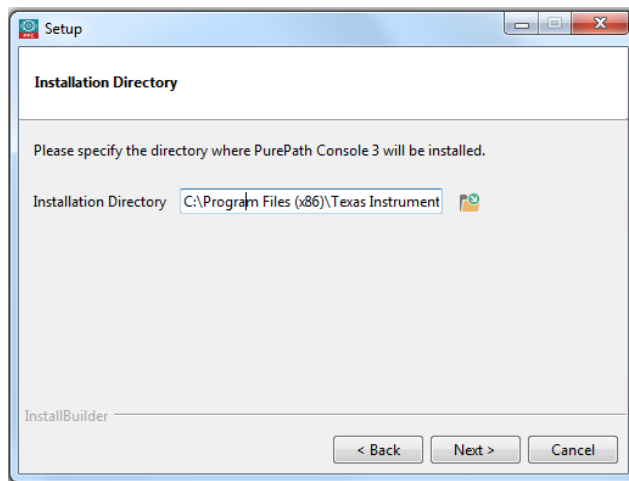 Setup
Installation Directory
Please specify the directory where PurePath Console 3 will be installed.
Installation Directory C:\Program Files (x86)\Texas Instrument
InstallBuilder
< Back Next > Cancel